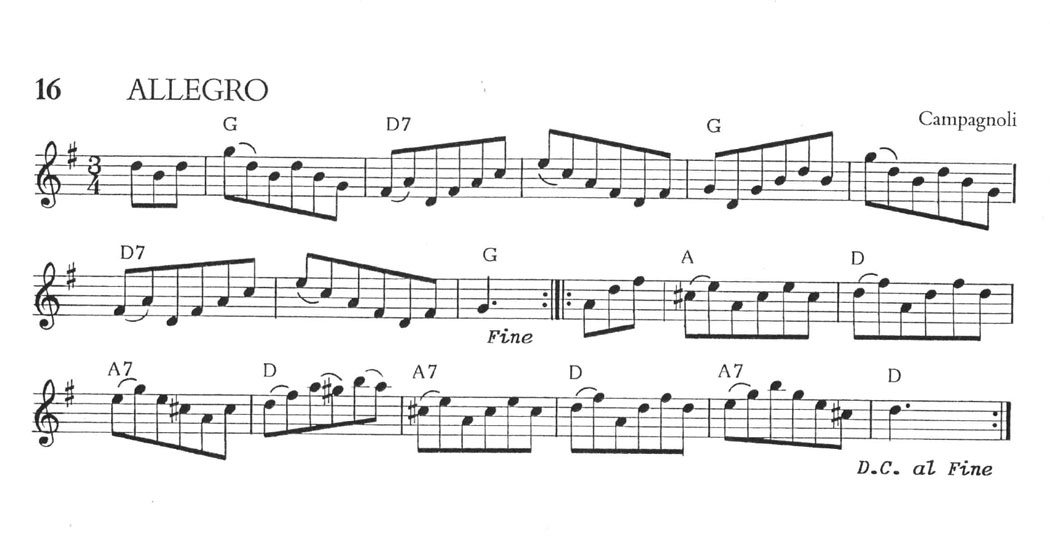 16 ALLEGRO
Campagnoli
G D7 G
3
4
D7 G A D
Fine
A7 D A7 D A7 D
D.C. al Fine